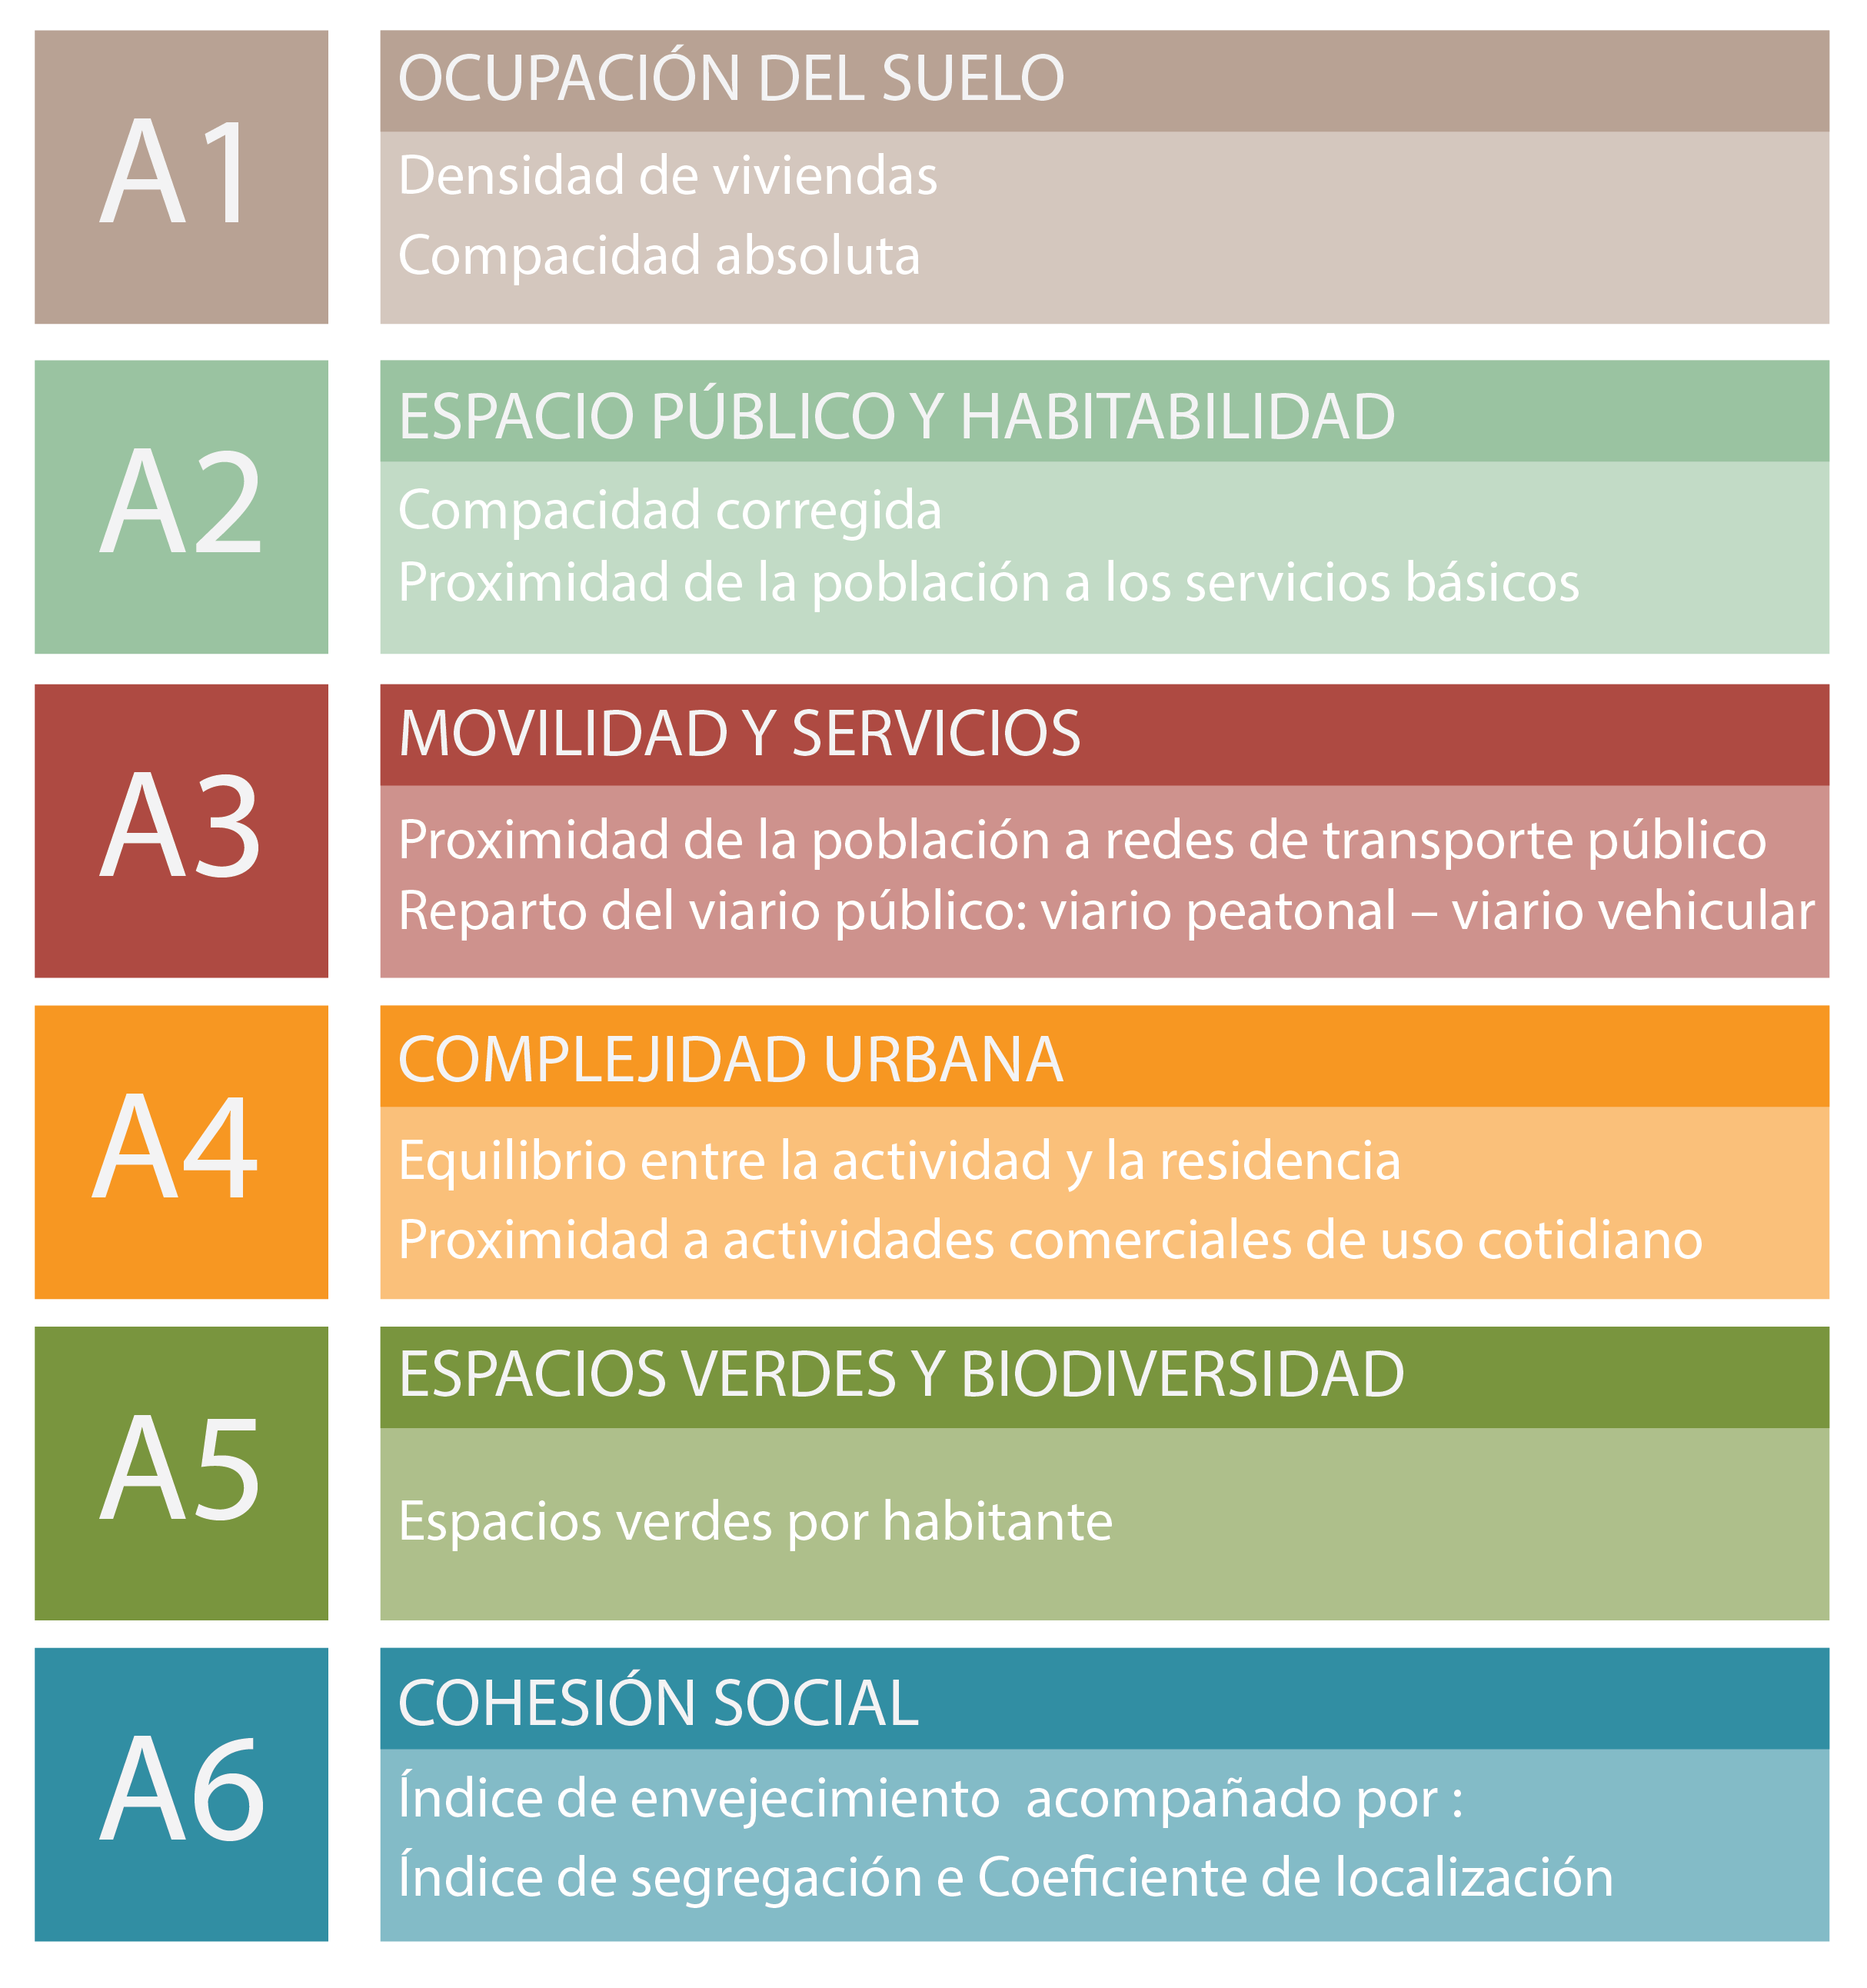 A1
OCUPACIÓN DEL SUELO
Densidad de viviendas
Compacidad absoluta
A2
ESPACIO PÚBLICO Y HABITABILIDAD
Compacidad corregida
Proximidad de la población a los servicios básicos
A3
MOVILIDAD Y SERVICIOS
Proximidad de la población a redes de transporte público
Reparto del viario público: viario peatonal – viario vehicular
A4
COMPLEJIDAD URBANA
Equilibrio entre la actividad y la residencia
Proximidad a actividades comerciales de uso cotidiano
A5
ESPACIOS VERDES Y BIODIVERSIDAD
Espacios verdes por habitante
A6
COHESIÓN SOCIAL
Índice de envejecimiento  acompañado por :
Índice de segregación e Coeficiente de localización